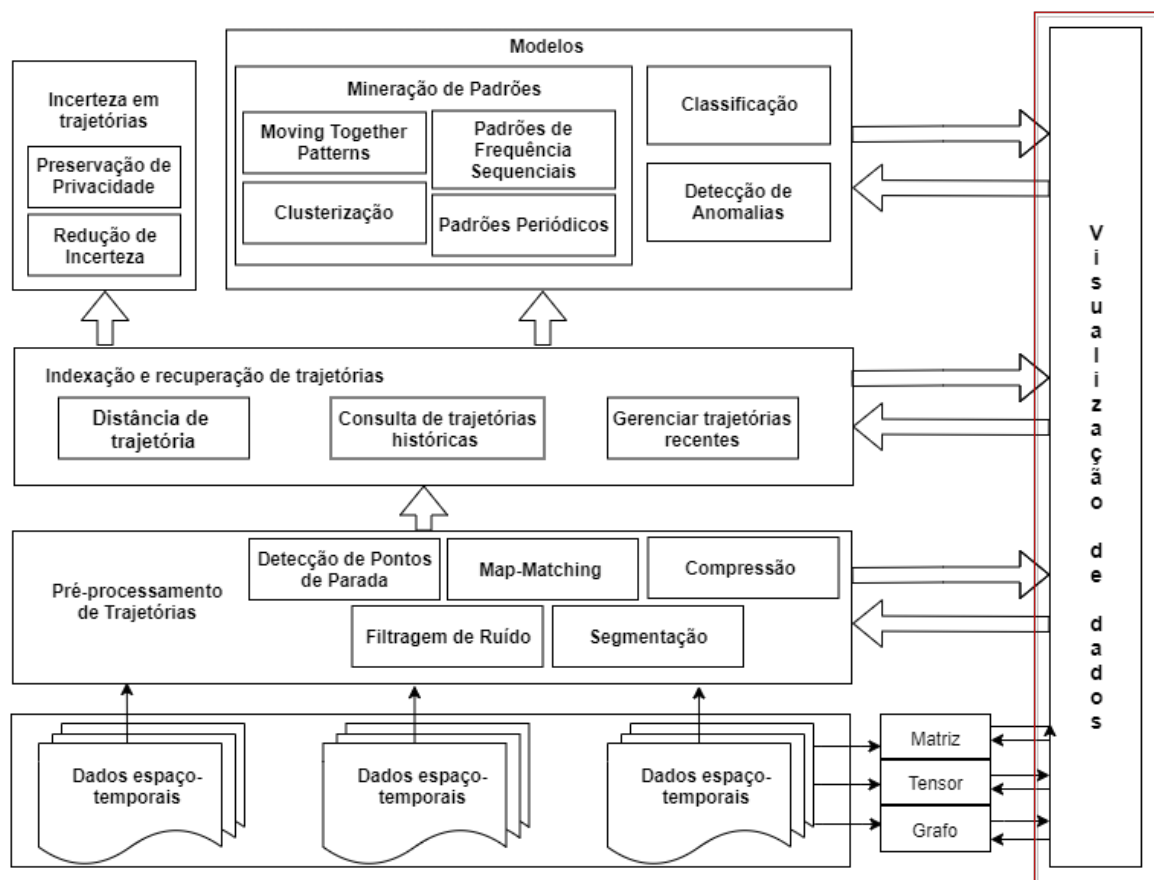 Modelos
Incerteza em
trajetórias
Preservação de
Privacidade
Redução de
Incerteza
Mineração de Padrões
Moving Together
Patterns
Padrões de
Frequência
Sequenciais
Clusterização
Padrões Periódicos
Classificação
Detecção de
Anomalias
Indexação e recuperação de trajetórias
Distância de
trajetória
Consulta de trajetórias
históricas
Gerenciar trajetórias
recentes
Pré-processamento
de Trajetórias
Detecção de Pontos
de Parada
Map-Matching
Compressão
Filtragem de Ruído
Segmentação
Dados espaço-
temporais
Dados espaço-
temporais
Dados espaço-
temporais
Matriz
Tensor
Grafo
Visualização de dados